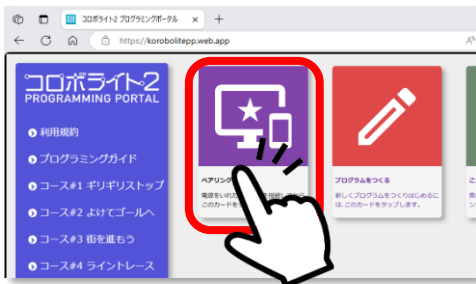 コロボライト2 プログラミングポータル
https://korobolitepp.web.app
コロボライト2
PROGRAMMING PORTAL
利用規約
プログラミングガイド
コース#1 ギリギリストップ
コース#2 よけてゴールへ
コース#3 街を進もう
コース#4 ライントレース
ペアリング
電源をいれた
このカードを
プログラムをつくる
新しくプログラムをつくりはじめるに
は、このカードをタップします。